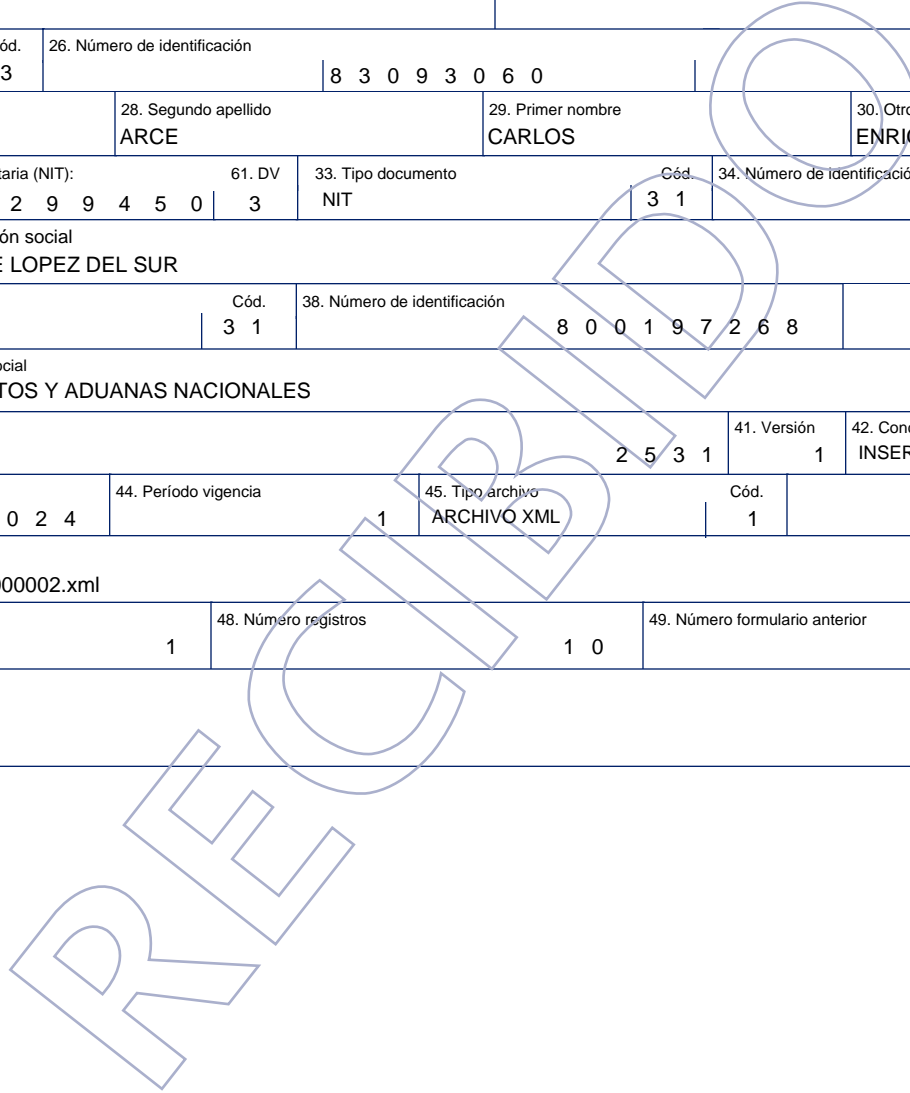 ód. 26. Número de identificación
3 8 3 0 9 3 0 6 0
28. Segundo apellido 29. Primer nombre 30. Otro
ARCE CARLOS ENRI
taria (NIT): 61. DV 33. Tipo documento Cód. 34. Número de identificació
2 9 9 4 5 0 3 NIT 3 1
ón social
E LOPEZ DEL SUR
Cód. 38. Número de identificación
3 1 8 0 0 1 9 7 2 6 8
ocial
TOS Y ADUANAS NACIONALES
41. Versión 42. Conc
2 5 3 1 1 INSER
44. Período vigencia 45. Tipo archivo Cód.
0 2 4 1 ARCHIVO XML 1
000002.xml
48. Número registros 49. Número formulario anterior
1 1 0
RECIBIDO